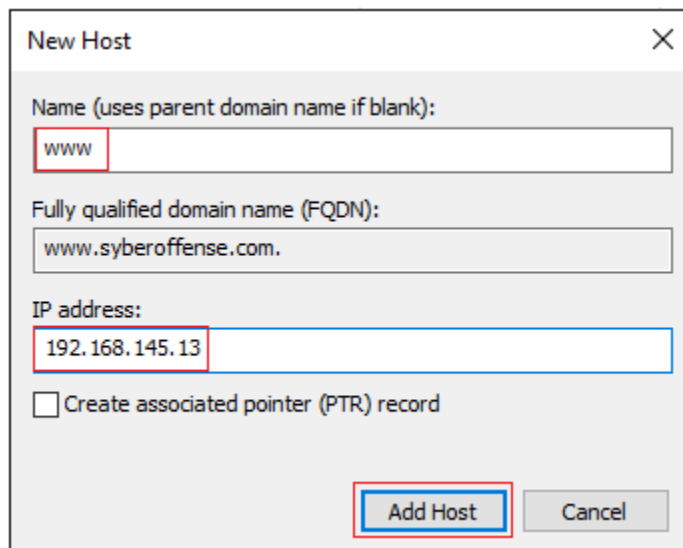 New Host
Name (uses parent domain name if blank):
www
Fully qualified domain name (FQDN):
www.syberoffense.com.
IP address:
192.168.145.13
Create associated pointer (PTR) record
Add Host
Cancel